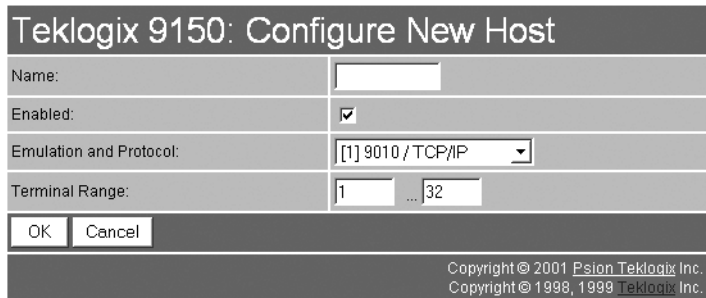 Teklogix 9150: Configure New Host
Name:
Enabled:
Emulation and Protocol: [1] 9010 / TCP/IP
Terminal Range: 1 ... 32
OK Cancel
Copyright © 2001 Psion Teklogix Inc.
Copyright © 1998, 1999 Teklogix Inc.